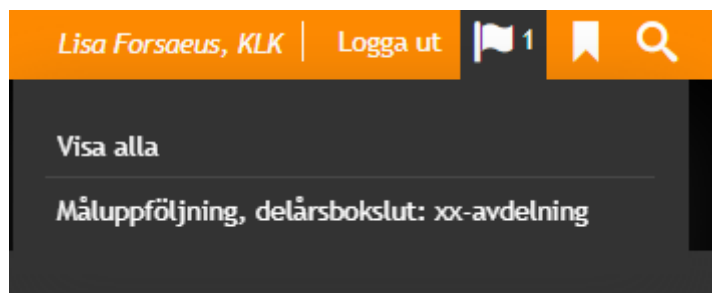 Lisa Forsaeus, KLK Logga ut 1
Visa alla
Måluppföljning, delårsbokslut: xx-avdelning